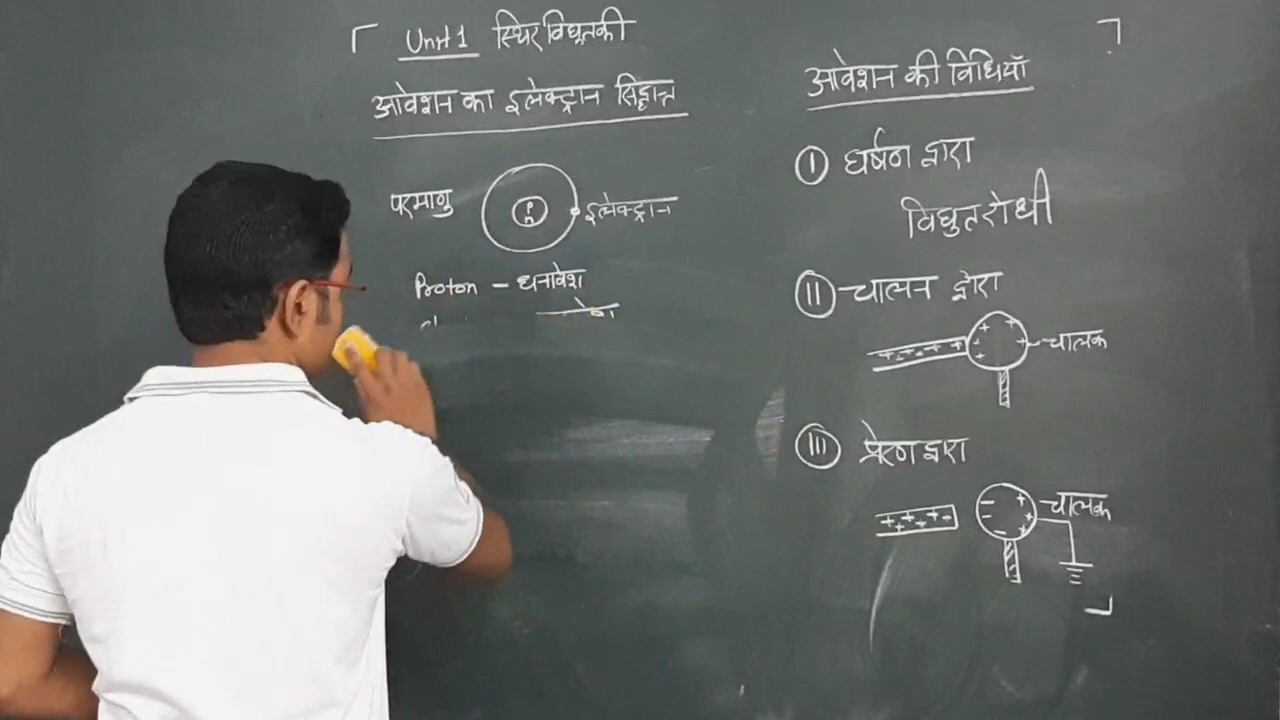 Unit 1 स्थिर विधूतकी
आवेशन का इलेक्ट्रान सिद्धान्त
परमाणु
P
n
इलेक्ट्रान
Proton - धनावेश
आवेशन की विधियाँ
I घर्षण द्वारा
विधुतरोधी
II चालन द्वारा
चालक
III प्रेरण द्वारा
चालक